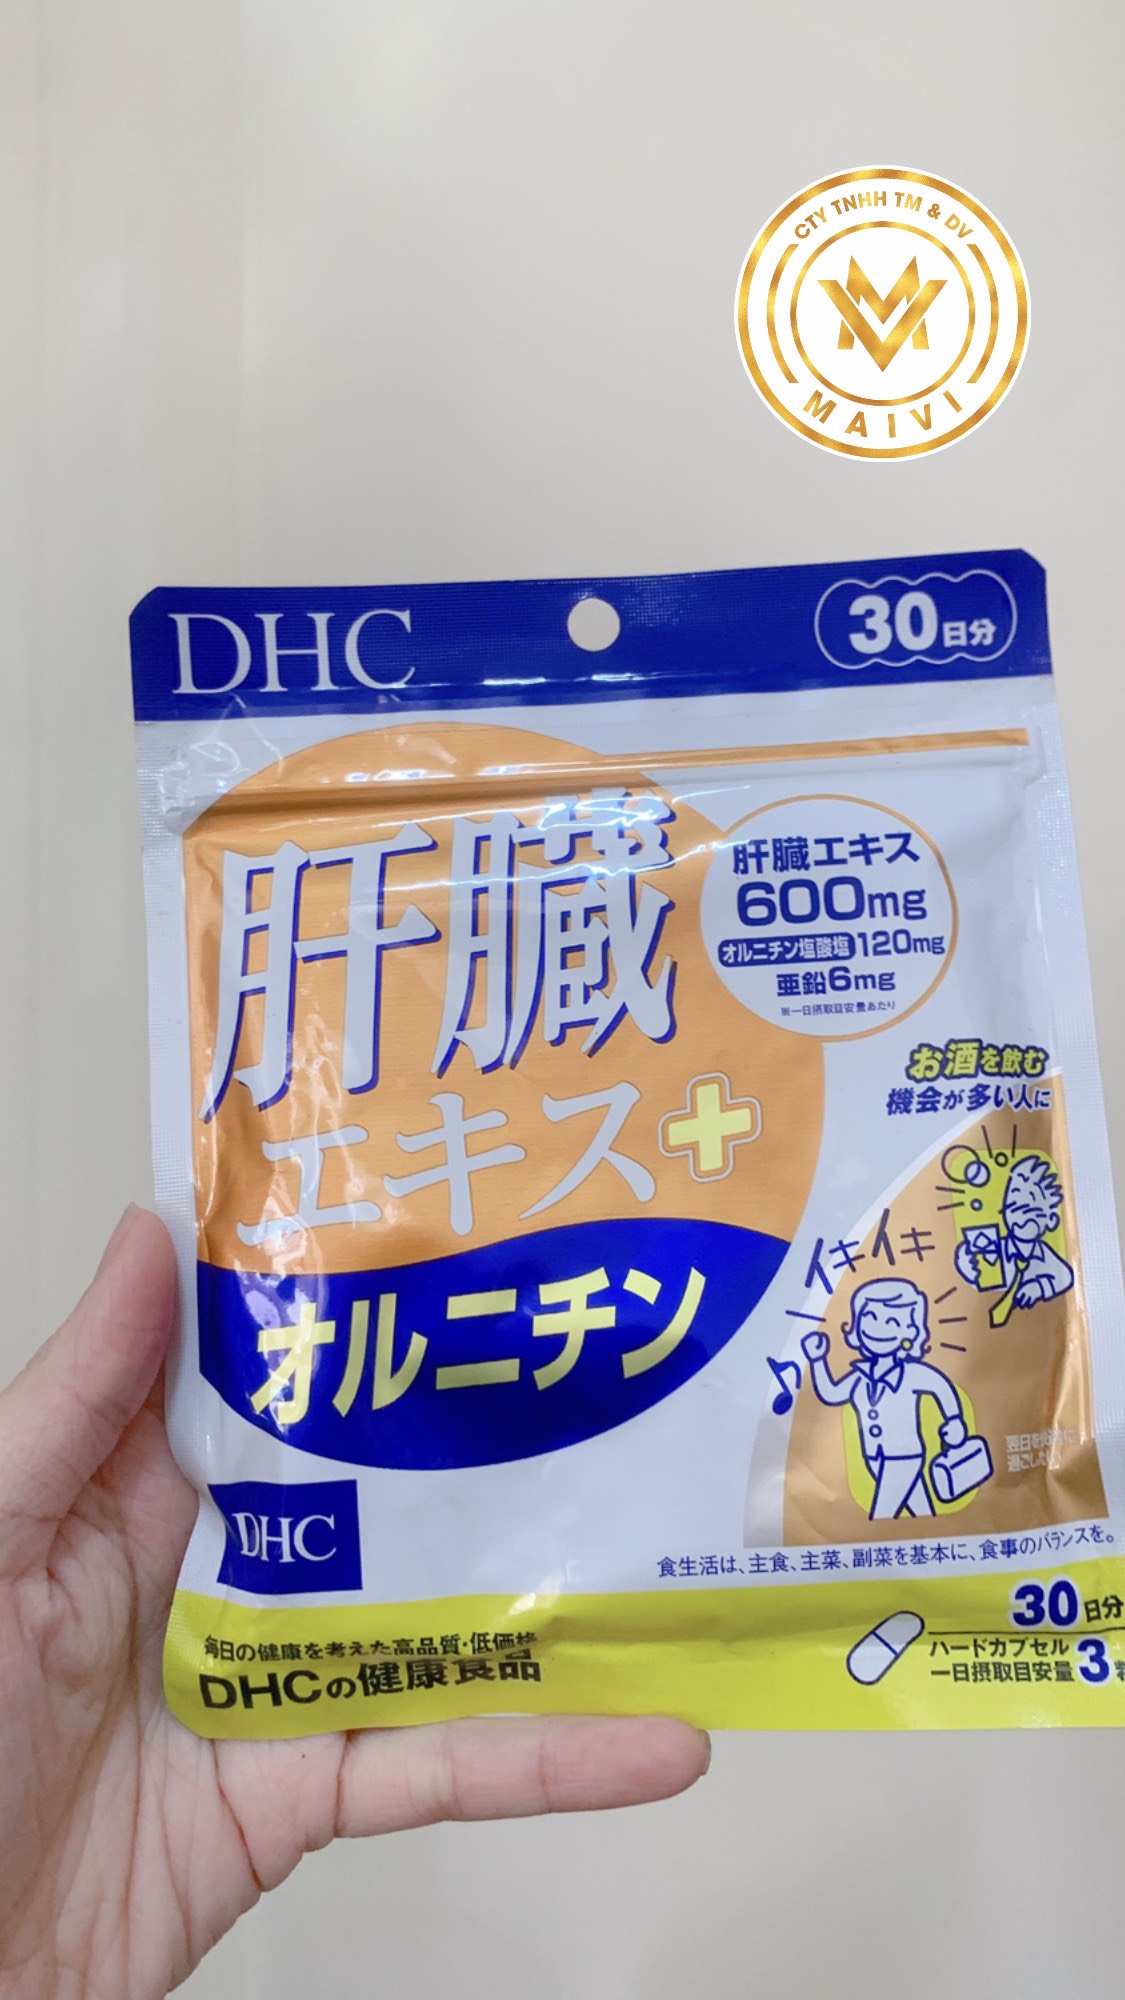 CTY TNHH TM & DV
MAIVI
DHC
30日分
肝臓
エキス+
オルニチン
肝臓エキス
600mg
オルニチン塩酸塩120mg
亜鉛6mg
※一日摂取目安量あたり
お酒を飲む
機会が多い人に
イキイキ
DHC
食生活は、主食、主菜、副菜を基本に、食事のバランスを。
毎日の健康を考えた高品質・低価格
DHCの健康食品
30日分
ハードカプセル
一日摂取目安量3